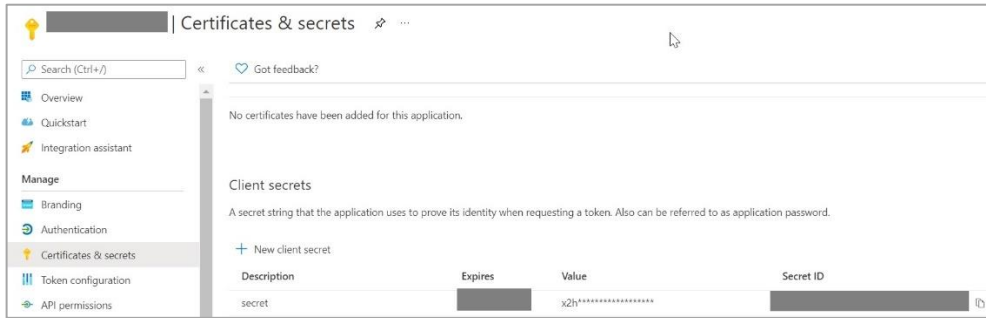 | Certificates & secrets ...
Search (Ctrl+/)
«
Got feedback?
Overview
Quickstart
Integration assistant
Manage
Branding
Authentication
Certificates & secrets
Token configuration
API permissions
No certificates have been added for this application.
Client secrets
A secret string that the application uses to prove its identity when requesting a token. Also can be referred to as application password.
+ New client secret
Description Expires Value Secret ID
secret x2h******************